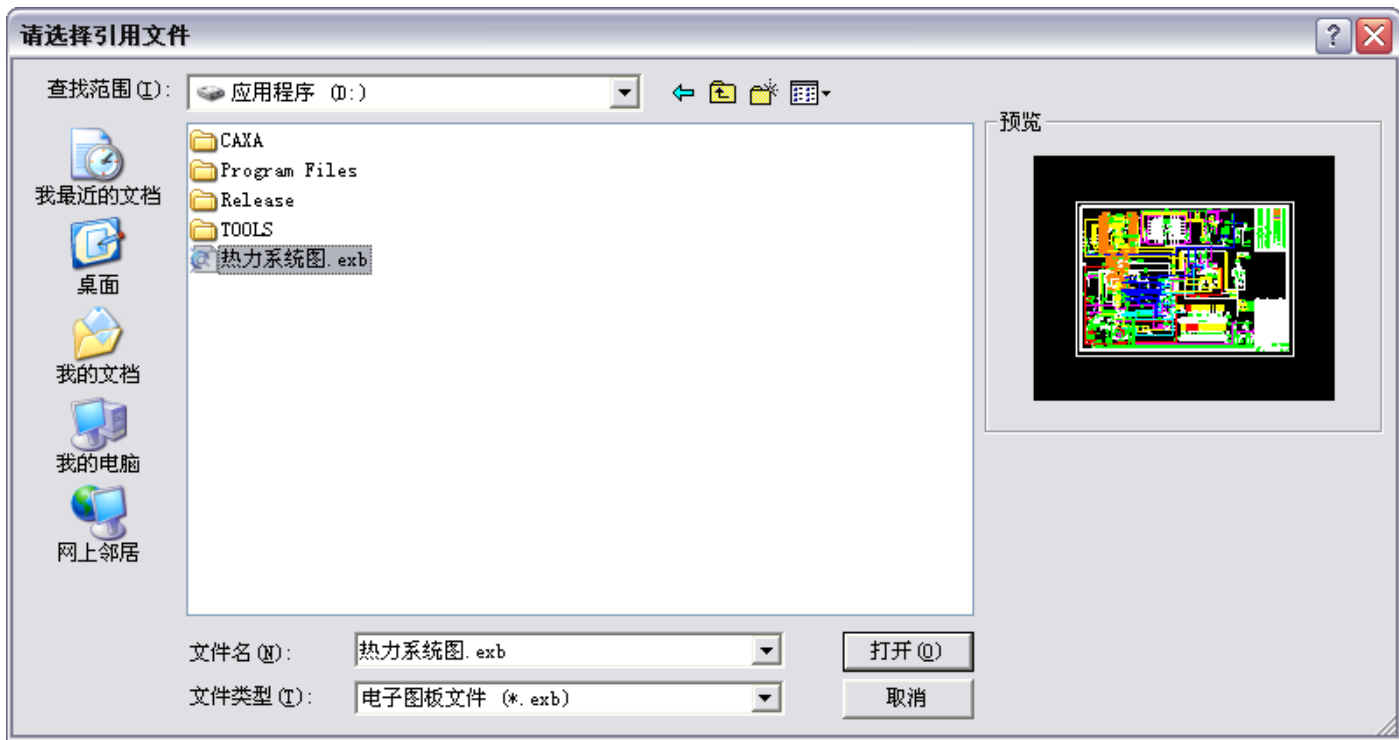 请选择引用文件
查找范围(I):
应用程序 (D:)
我最近的文档
桌面
我的文档
我的电脑
网上邻居
CAXA
Program Files
Release
TOOLS
热力系统图.exb
预览
文件名(N):
热力系统图.exb
打开(O)
文件类型(T):
电子图板文件 (*.exb)
取消